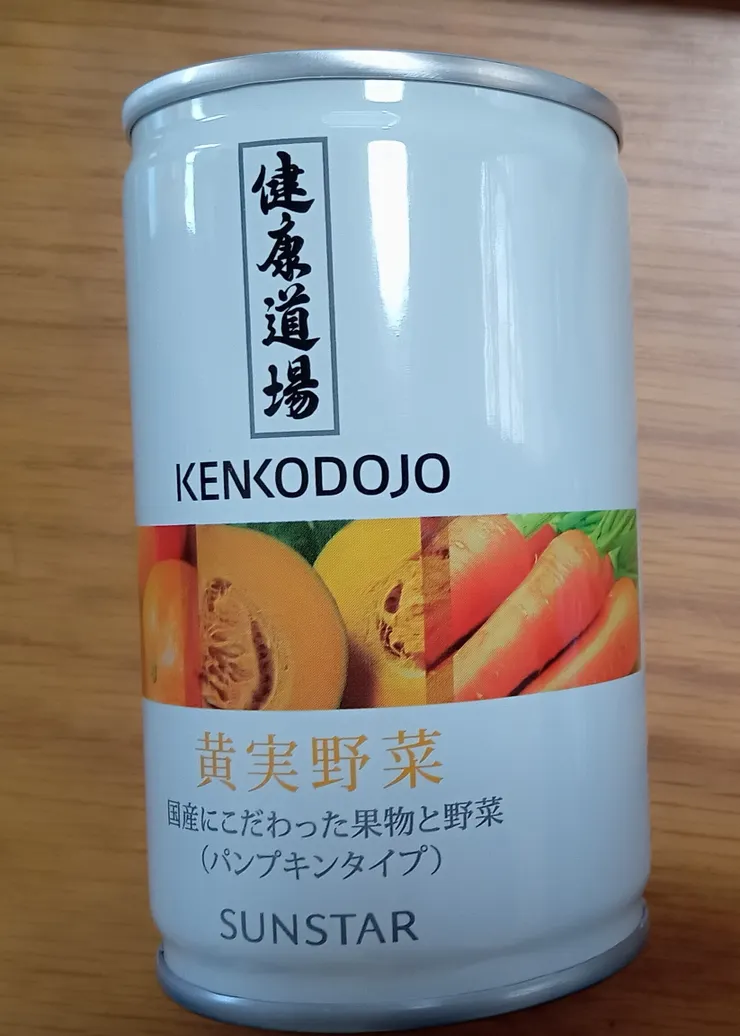 健康道場
KENKODOJO
黄実野菜
国産にこだわった果物と野菜
（パンプキンタイプ）
SUNSTAR